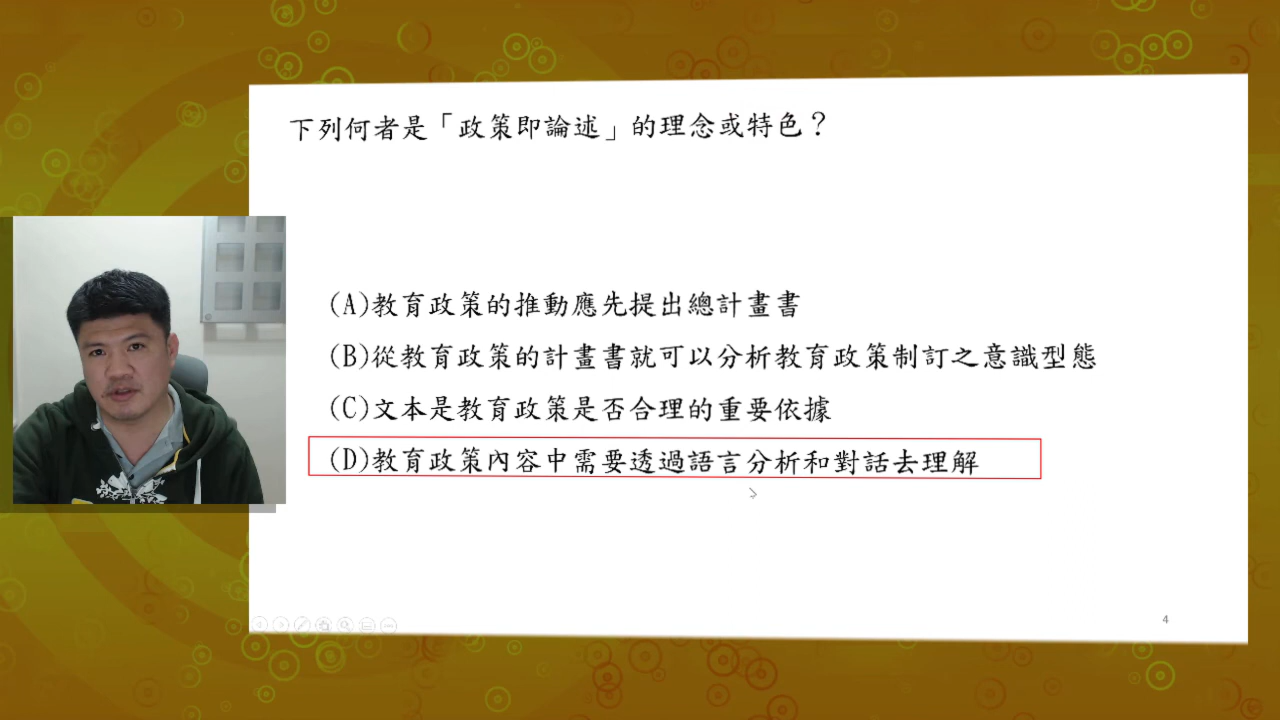 下列何者是「政策即論述」的理念或特色？
(A)教育政策的推動應先提出總計畫書
(B)從教育政策的計畫書就可以分析教育政策制訂之意識型態
(C)文本是教育政策是否合理的重要依據
(D)教育政策內容中需要透過語言分析和對話去理解
4